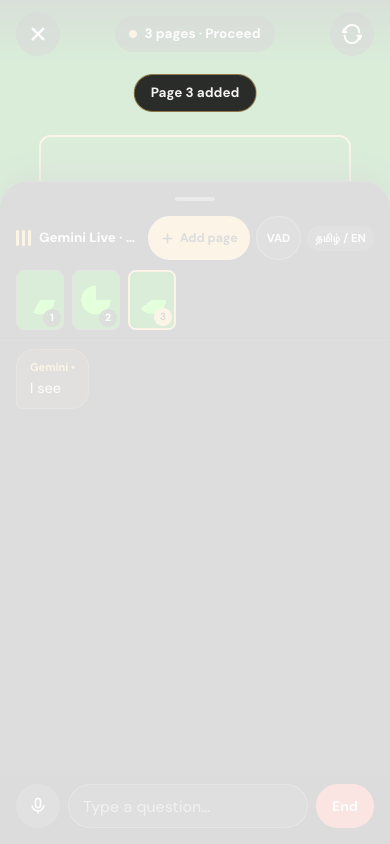 3 pages · Proceed
Page 3 added
Gemini Live · ...
+ Add page
VAD
தமிழ் / EN
1
2
3
Gemini •
I see
Type a question...
End